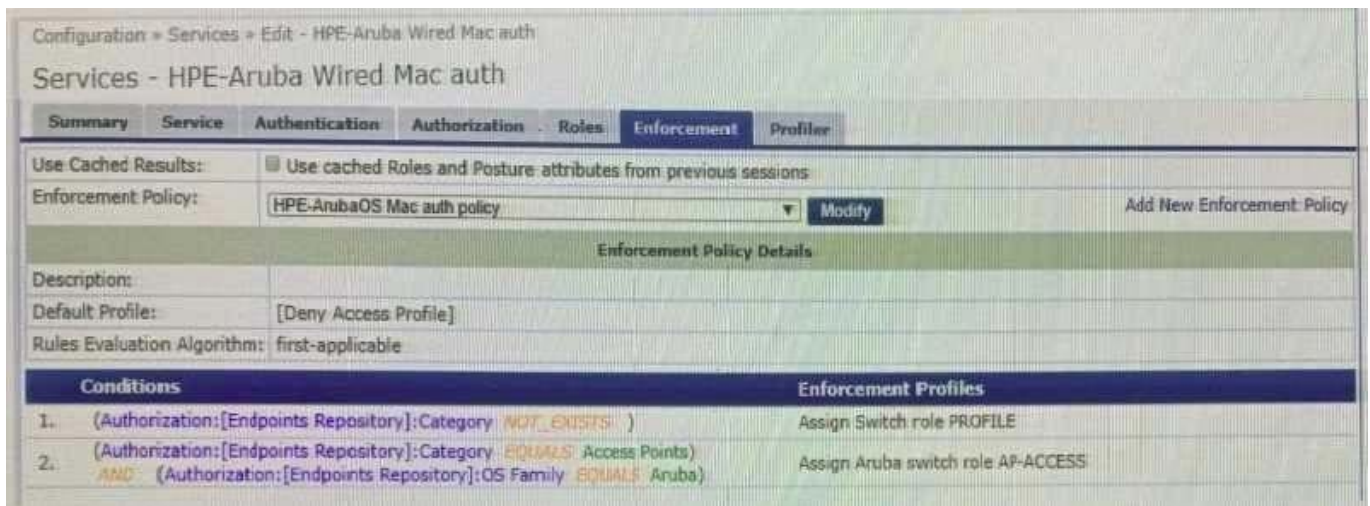 Configuration » Services » Edit - HPE-Aruba Wired Mac auth
Services - HPE-Aruba Wired Mac auth
Summary Service Authentication Authorization Roles Enforcement Profiler
Use Cached Results: Use cached Roles and Posture attributes from previous sessions
Enforcement Policy: HPE-ArubaOS Mac auth policy Modify Add New Enforcement Policy
Enforcement Policy Details
Description:
Default Profile: [Deny Access Profile]
Rules Evaluation Algorithm: first-applicable
Conditions Enforcement Profiles
1. (Authorization:[Endpoints Repository]:Category NOT_EXISTS ) Assign Switch role PROFILE
2. (Authorization:[Endpoints Repository]:Category EQUALS Access Points)
AND (Authorization:[Endpoints Repository]:OS Family EQUALS Aruba) Assign Aruba switch role AP-ACCESS